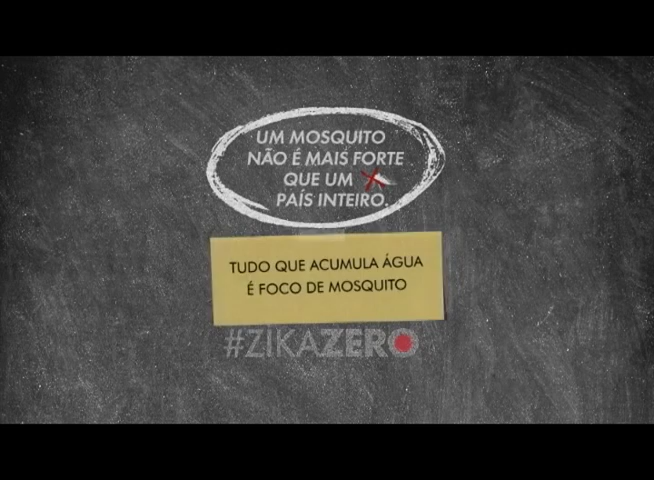 UM MOSQUITO
NÃO É MAIS FORTE
QUE UM
PAÍS INTEIRO.
TUDO QUE ACUMULA ÁGUA
É FOCO DE MOSQUITO
#ZIKAZERO